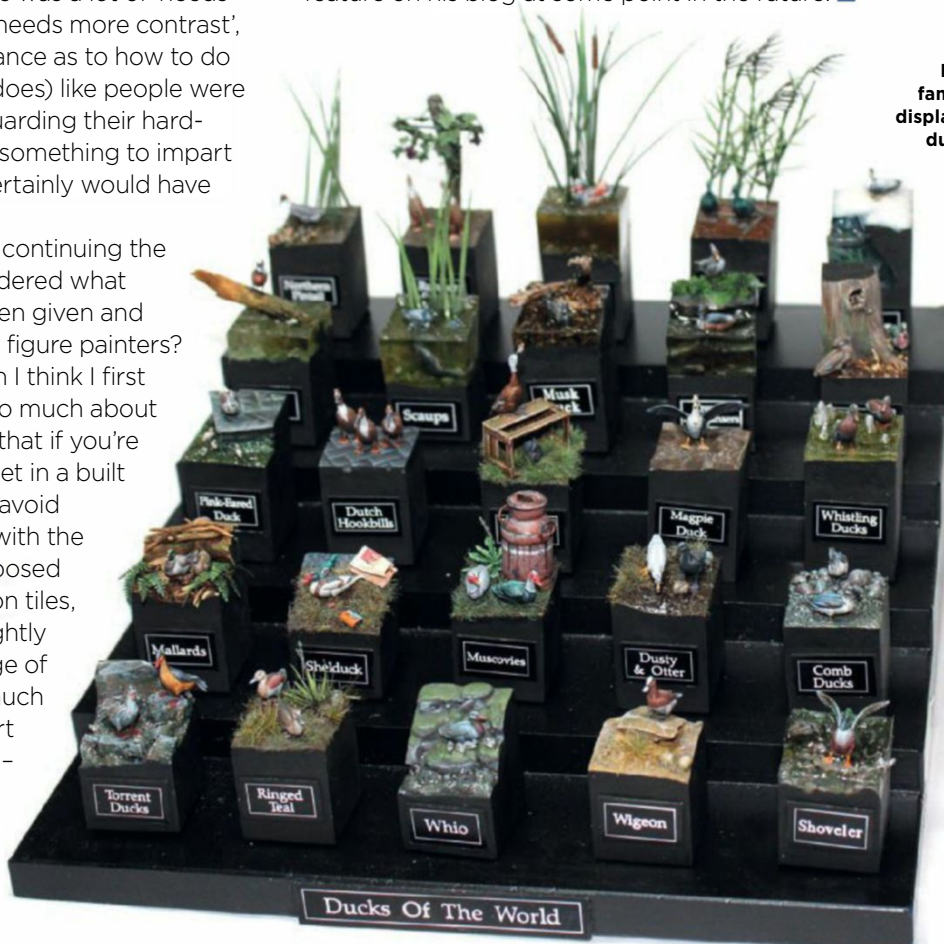 was a lot of 'needs
needs more contrast',
ance as to how to do
does) like people were
uarding their hard-
something to impart
ertainly would have
continuing the
dered what
en given and
figure painters?
n I think I first
o much about
that if you're
et in a built
avoid
with the
posed
on tiles,
ghtly
ge of
uch
rt
–
feature on his blog at some point in the future.
fam
displa
du
Northern
Pintail
Scaups
Musk
Duck
Pink-Eared
Duck
Dutch
Hookbills
Magpie
Duck
Whistling
Ducks
Mallards
Shelduck
Muscovies
Dusty
& Otter
Comb
Ducks
Torrent
Ducks
Ringed
Teal
Whio
Wigeon
Shoveler
Ducks Of The World